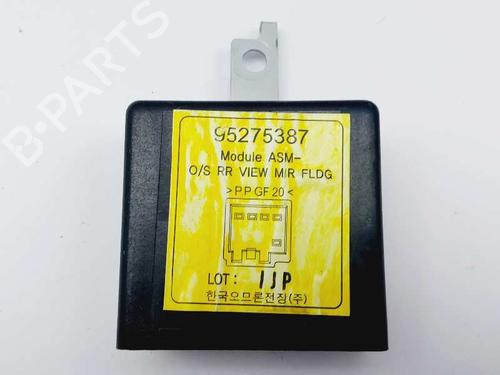 95275387
Module ASM-
O/S RR VIEW MIR FLDG
>PP GF 20<
LOT: 1JP
한국오므론전장(주)
B-PARTS